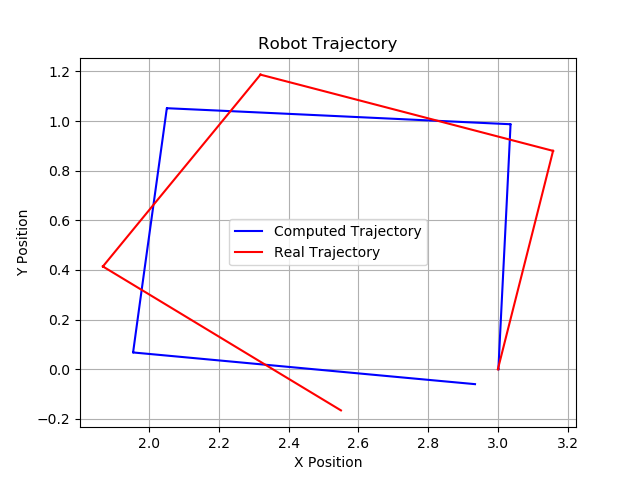 Robot Trajectory
1.2
1.0
0.8
0.6
0.4
0.2
0.0
−0.2
Y Position
Computed Trajectory
Real Trajectory
2.0 2.2 2.4 2.6 2.8 3.0 3.2
X Position